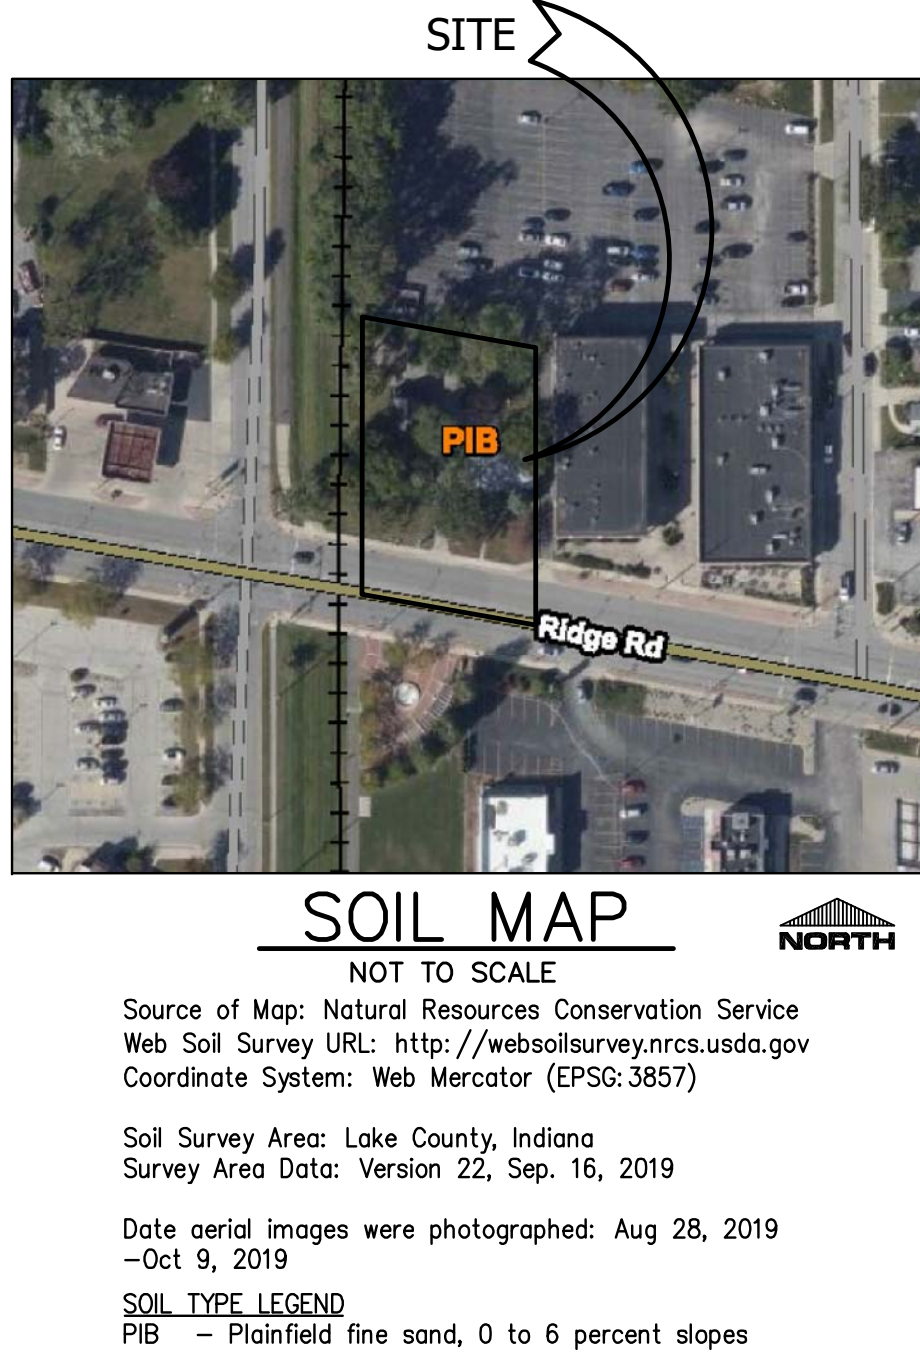 SITE
PIB
Ridge Rd
SOIL MAP
NORTH
NOT TO SCALE
Source of Map: Natural Resources Conservation Service
Web Soil Survey URL: http://websoilsurvey.nrcs.usda.gov
Coordinate System: Web Mercator (EPSG:3857)
Soil Survey Area: Lake County, Indiana
Survey Area Data: Version 22, Sep. 16, 2019
Date aerial images were photographed: Aug 28, 2019
-Oct 9, 2019
SOIL TYPE LEGEND
PIB - Plainfield fine sand, 0 to 6 percent slopes